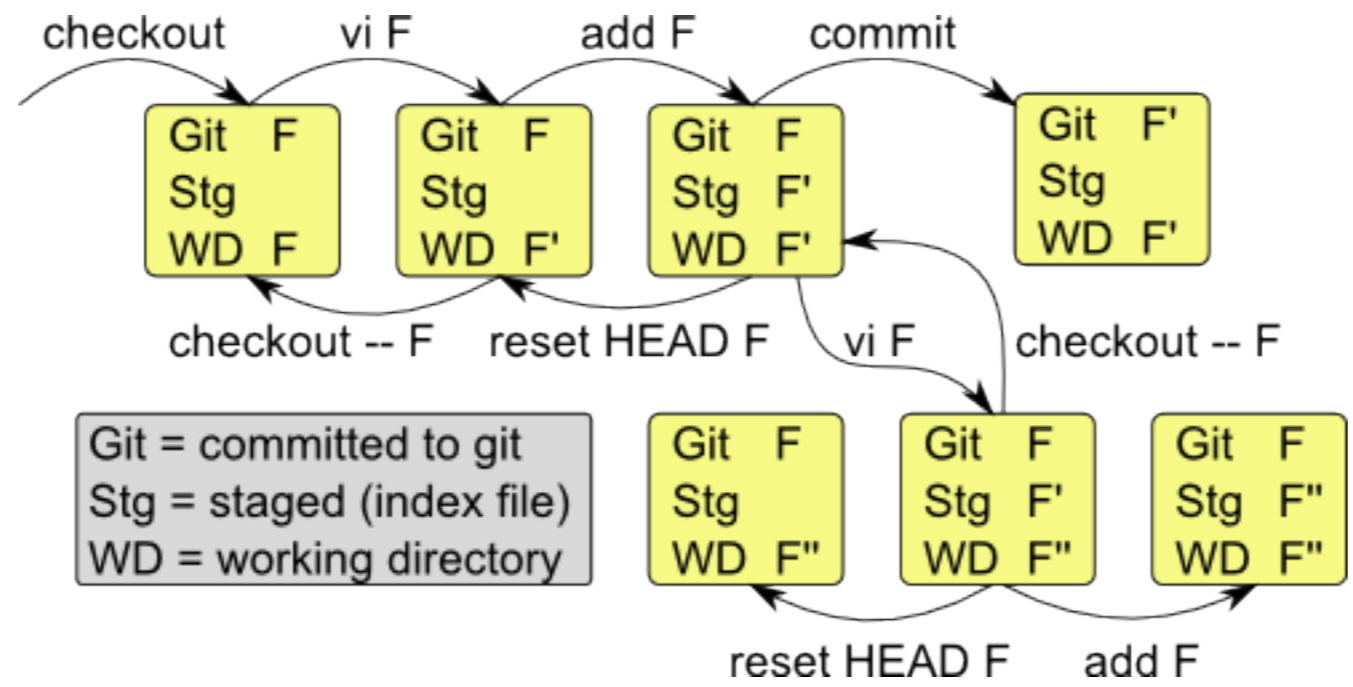 checkout vi F add F commit
Git F
Stg
WD F
Git F
Stg
WD F'
Git F
Stg F'
WD F'
Git F'
Stg
WD F'
checkout -- F reset HEAD F vi F checkout -- F
Git = committed to git
Stg = staged (index file)
WD = working directory
Git F
Stg
WD F"
Git F
Stg F'
WD F"
Git F
Stg F"
WD F"
reset HEAD F add F